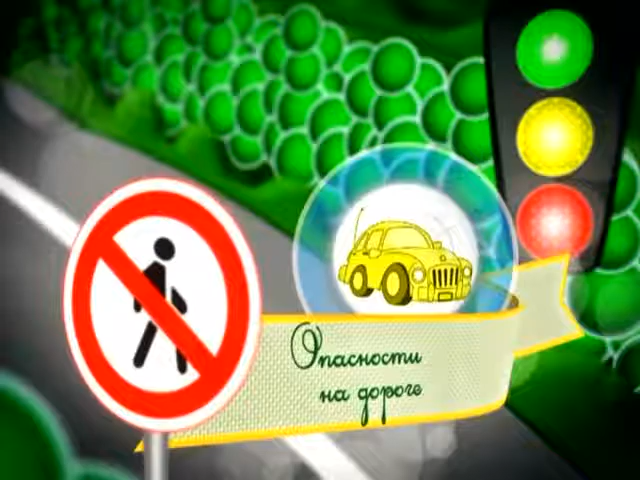 Опасности
на дороге